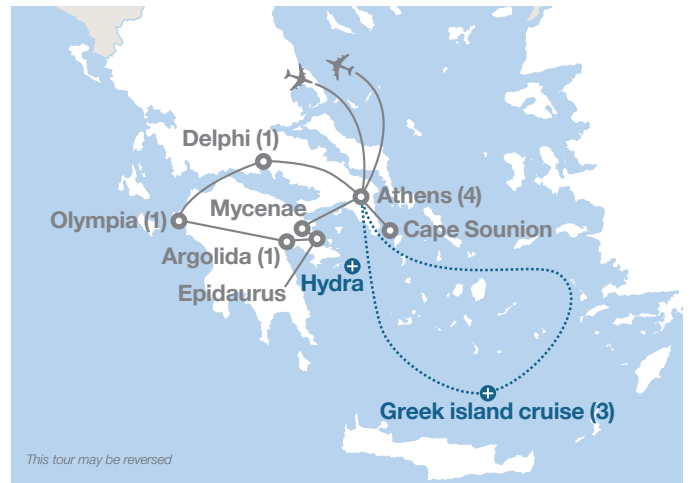 Delphi (1)
Athens (4)
Mycenae
Olympia (1)
Cape Sounion
Argolida (1)
Hydra
Epidaurus
Greek island cruise (3)
This tour may be reversed